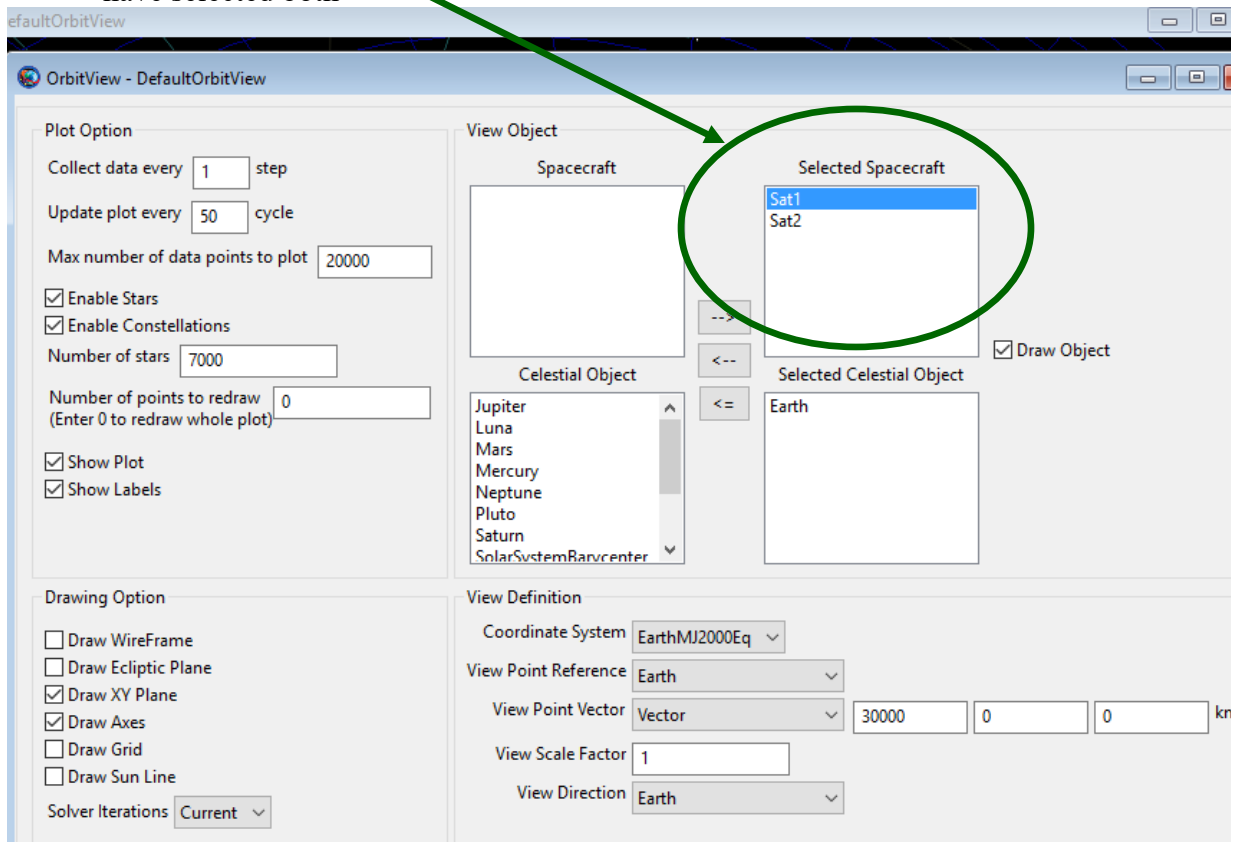 have selected both
efaultOrbitView
OrbitView - DefaultOrbitView
Plot Option
Collect data every 1 step
Update plot every 50 cycle
Max number of data points to plot 20000
Enable Stars
Enable Constellations
Number of stars 7000
Number of points to redraw 0
(Enter 0 to redraw whole plot)
Show Plot
Show Labels
View Object
Spacecraft
Selected Spacecraft
Sat1
Sat2
-->
<--
<=
Draw Object
Celestial Object
Jupiter
Luna
Mars
Mercury
Neptune
Pluto
Saturn
SolarSystemBarycenter
Selected Celestial Object
Earth
Drawing Option
Draw WireFrame
Draw Ecliptic Plane
Draw XY Plane
Draw Axes
Draw Grid
Draw Sun Line
Solver Iterations Current
View Definition
Coordinate System EarthMJ2000Eq
View Point Reference Earth
View Point Vector Vector 30000 0 0
View Scale Factor 1
View Direction Earth